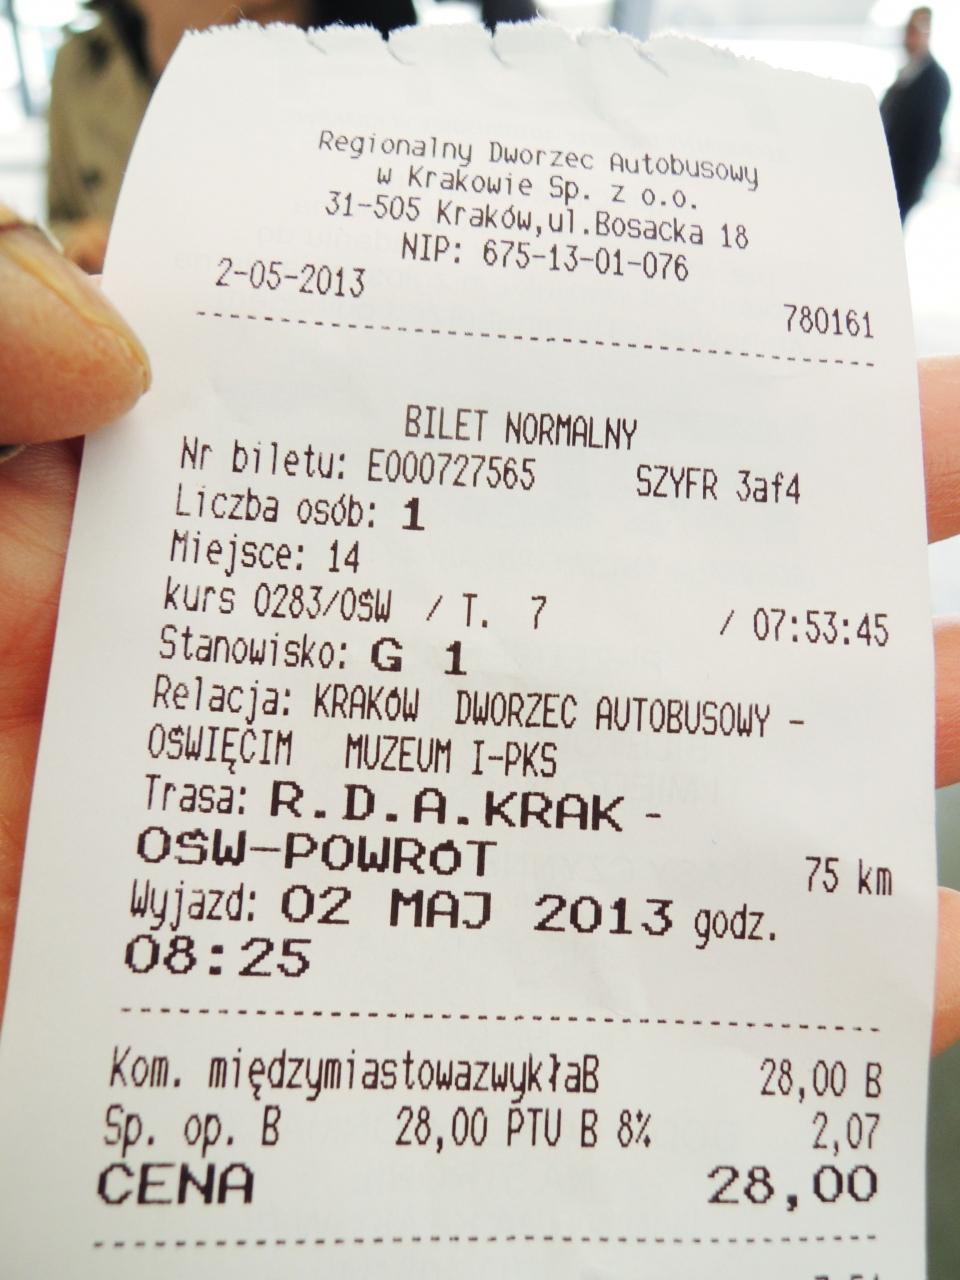 Regionalny Dworzec Autobusowy
w Krakowie Sp. z o.o.
31-505 Kraków,ul.Bosacka 18
NIP: 675-13-01-076
2-05-2013 780161
BILET NORMALNY
Nr biletu: E000727565 SZYFR 3af4
Liczba osób: 1
Miejsce: 14
kurs 0283/OŚW / T. 7 / 07:53:45
Stanowisko: G 1
Relacja: KRAKÓW DWORZEC AUTOBUSOWY -
OŚWIĘCIM MUZEUM I-PKS
Trasa: R.D.A.KRAK -
OŚW-POWRÓT 75 km
Wyjazd: 02 MAJ 2013 godz.
08:25
Kom. międzymiastowazwykłaB 28,00 B
Sp. op. B 28,00 PTU B 8% 2,07
CENA 28,00